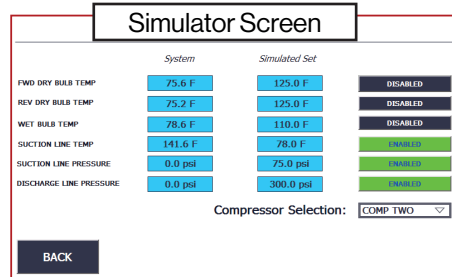 Simulator Screen
System Simulated Set
FWD DRY BULB TEMP 75.6 F 125.0 F DISABLED
REV DRY BULB TEMP 75.2 F 125.0 F DISABLED
WET BULB TEMP 78.6 F 110.0 F DISABLED
SUCTION LINE TEMP 141.6 F 78.0 F ENABLED
SUCTION LINE PRESSURE 0.0 psi 75.0 psi ENABLED
DISCHARGE LINE PRESSURE 0.0 psi 300.0 psi ENABLED
Compressor Selection: COMP TWO
BACK